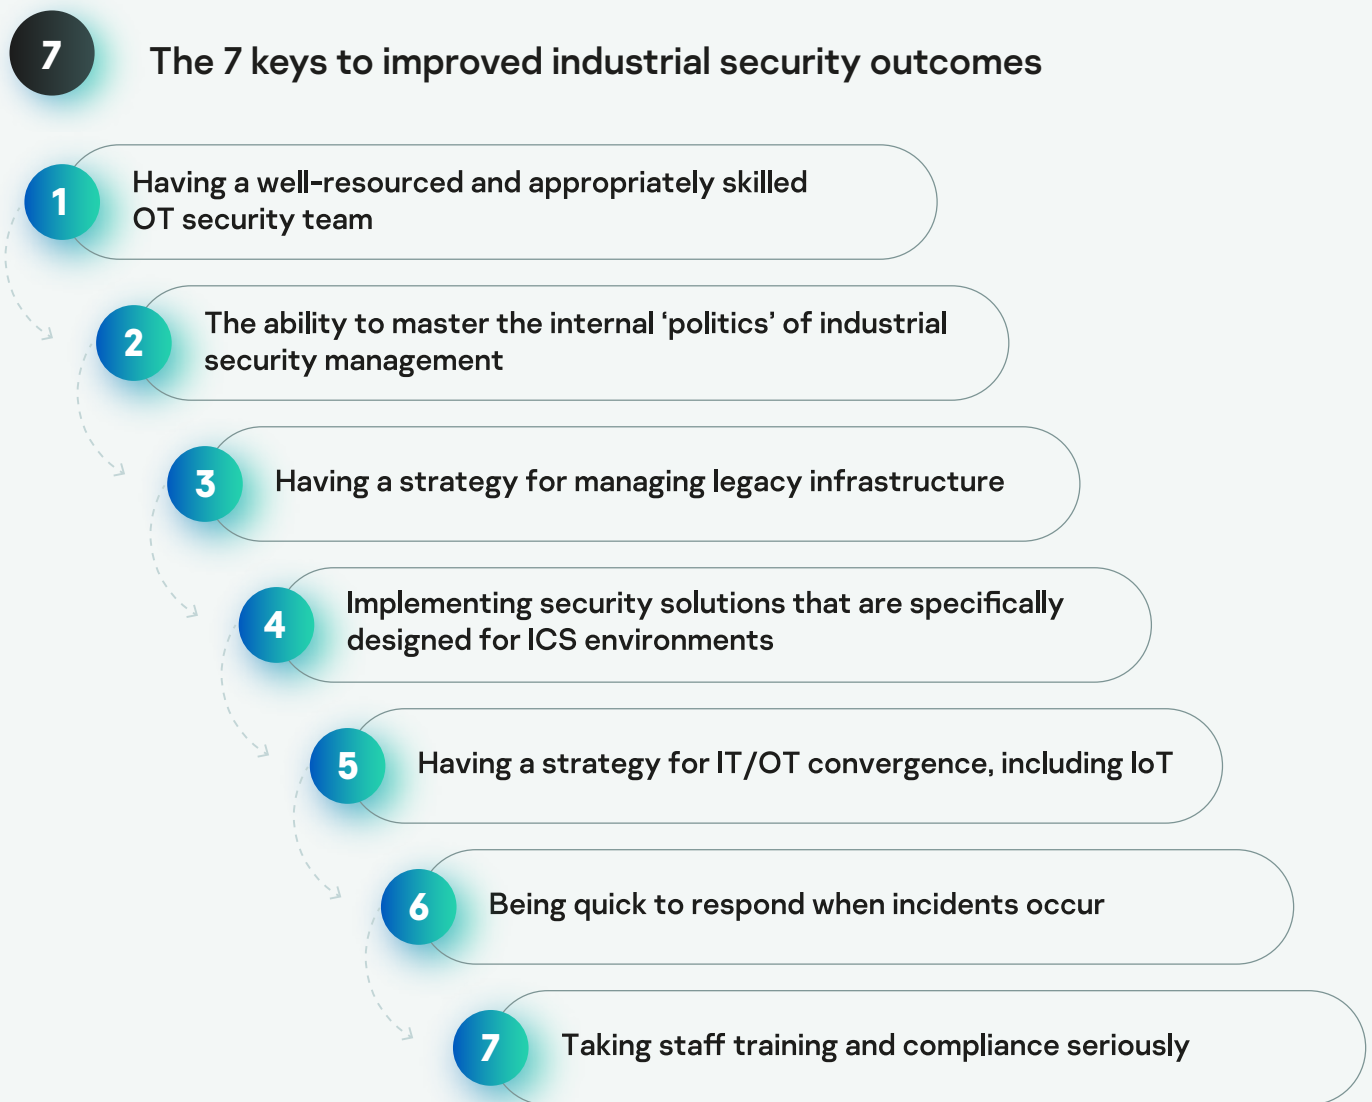 7
The 7 keys to improved industrial security outcomes
1
Having a well-resourced and appropriately skilled
OT security team
2
The ability to master the internal ‘politics’ of industrial
security management
3
Having a strategy for managing legacy infrastructure
4
Implementing security solutions that are specifically
designed for ICS environments
5
Having a strategy for IT/OT convergence, including IoT
6
Being quick to respond when incidents occur
7
Taking staff training and compliance seriously